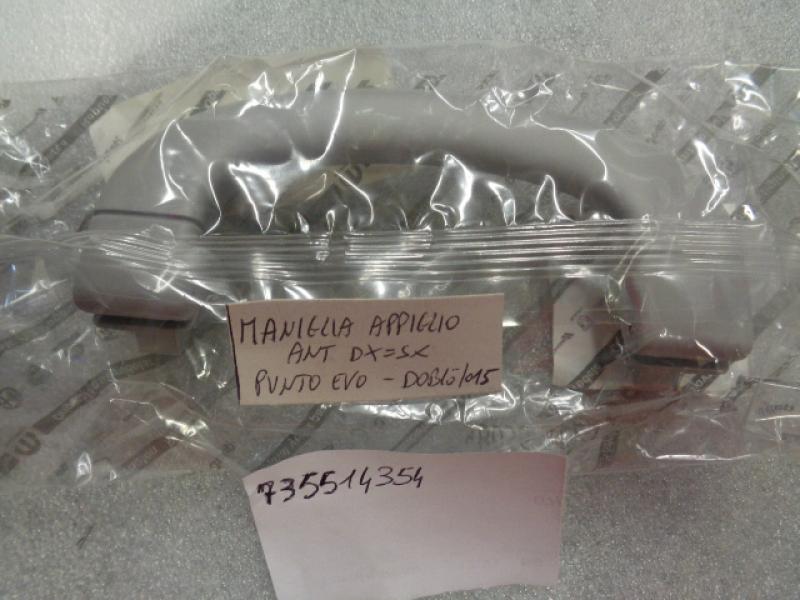 MANIGLIA APPIGLIO
ANT DX=SX
PUNTO EVO - DOBLÒ/015
735514354